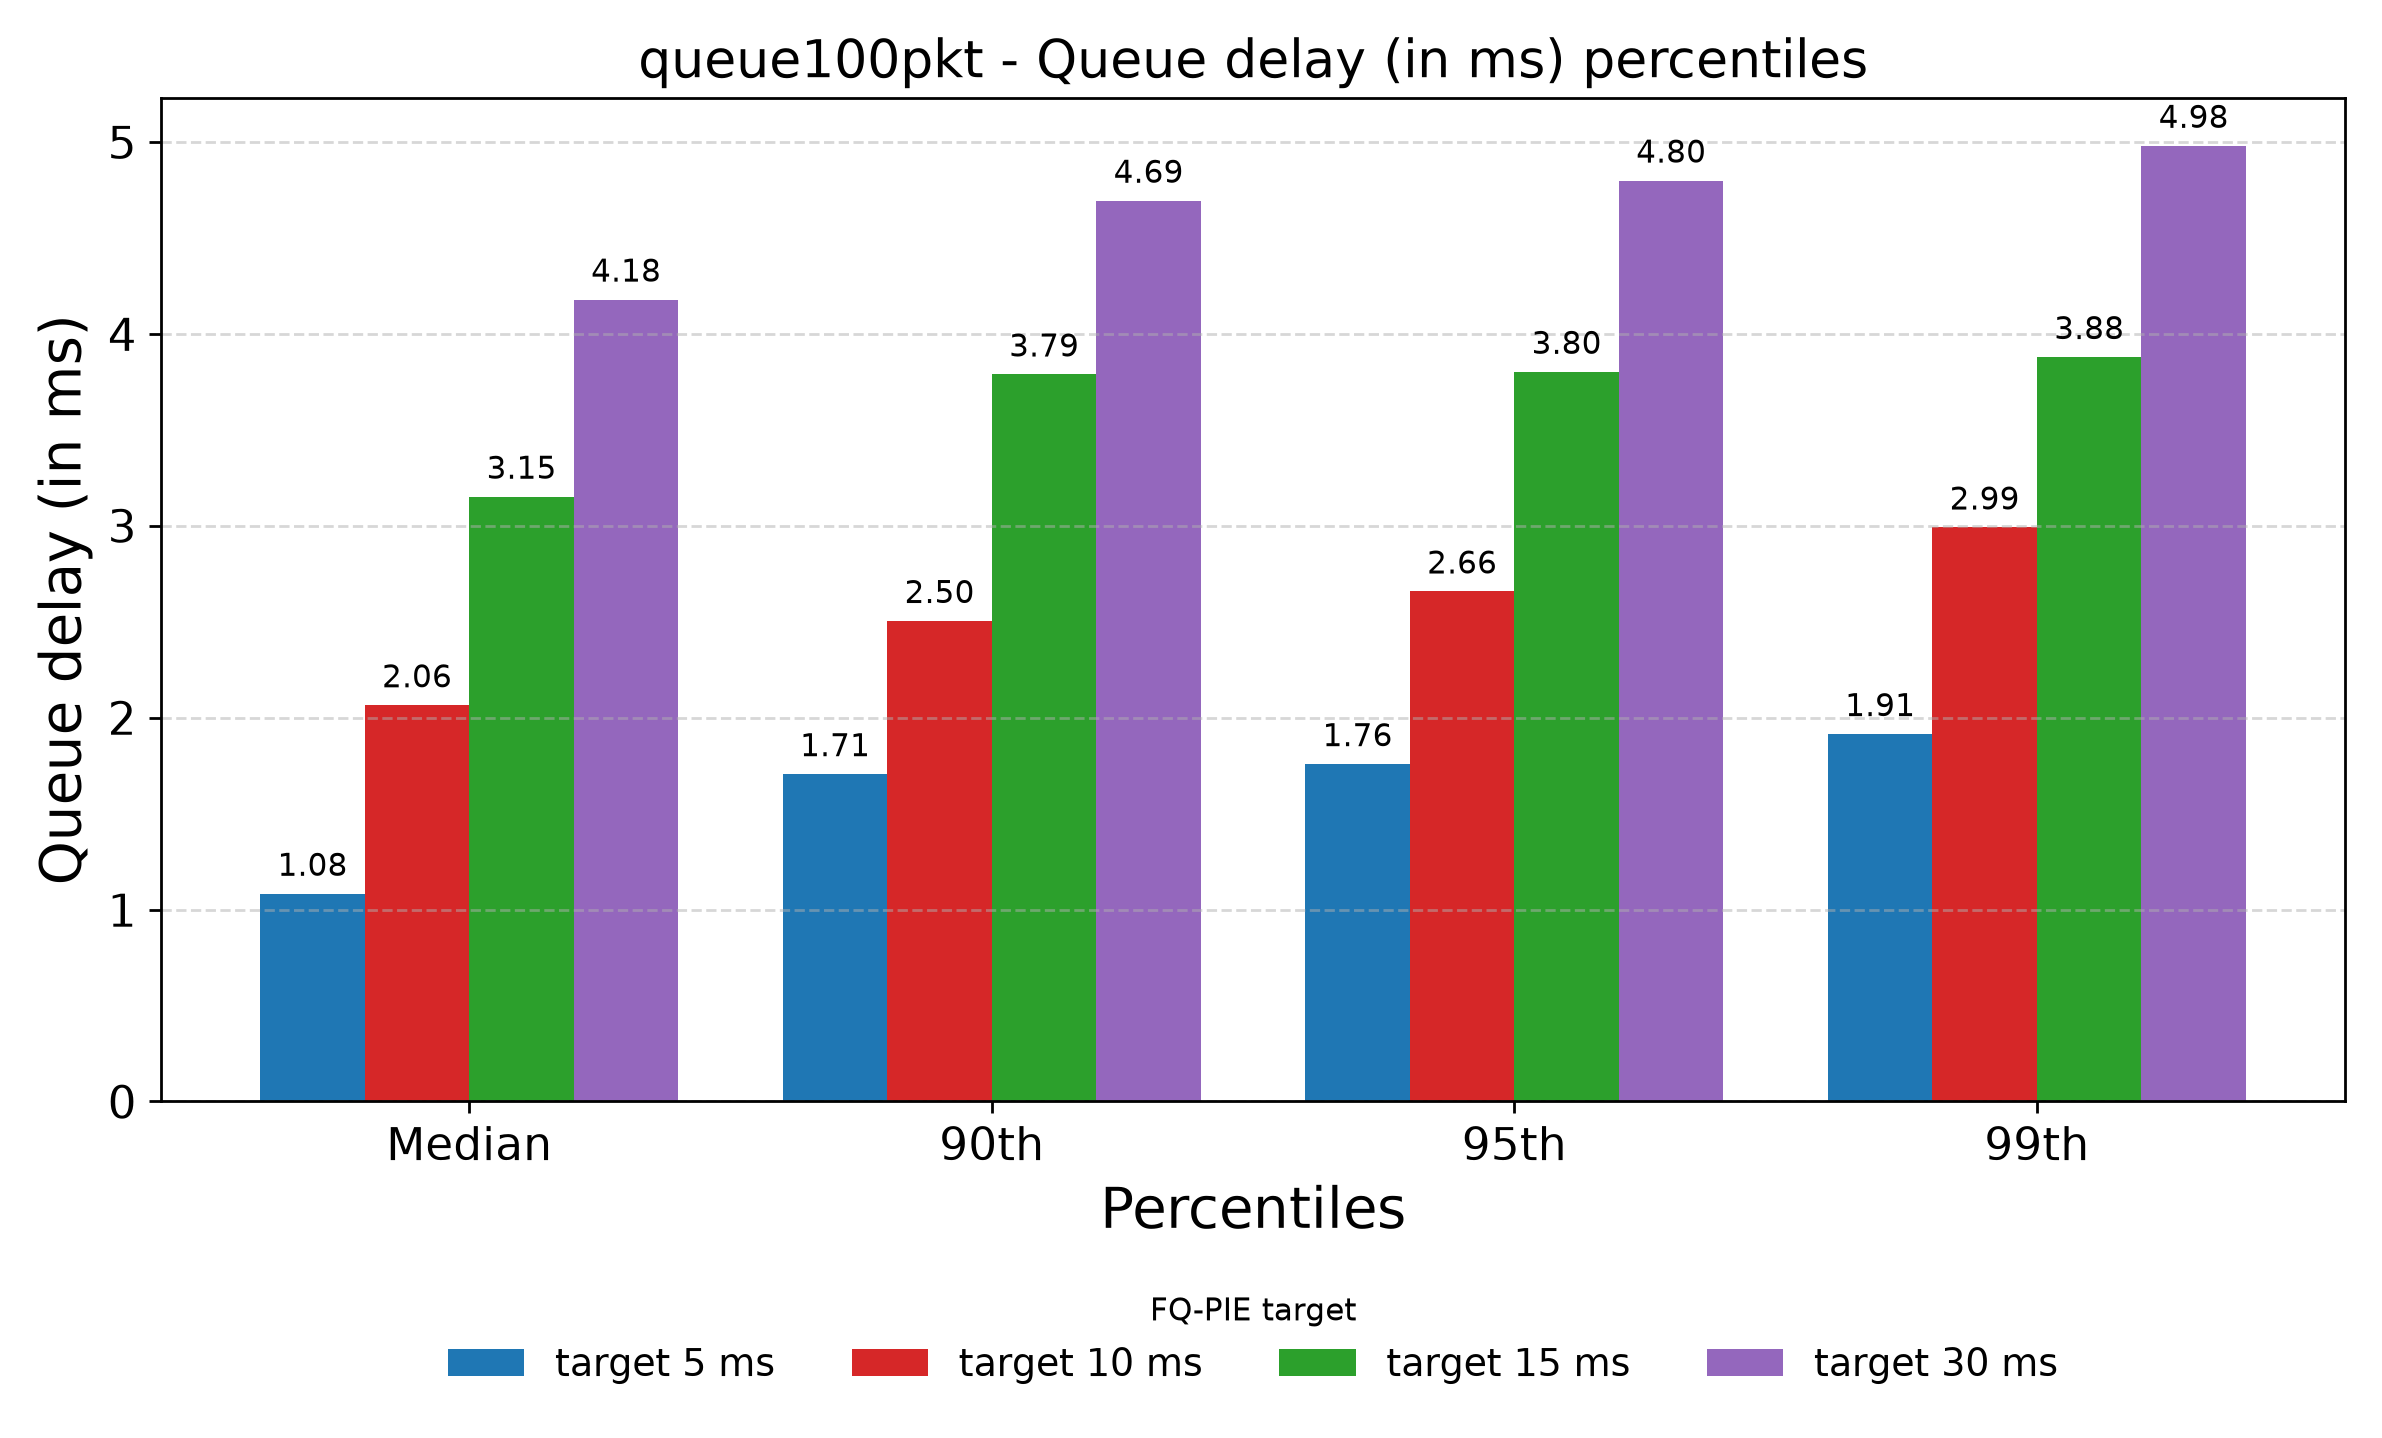 queue100pkt - Queue delay (in ms) percentiles
Queue delay (in ms)
5
4
3
2
1
0
1.08
2.06
3.15
4.18
1.71
2.50
3.79
4.69
1.76
2.66
3.80
4.80
1.91
2.99
3.88
4.98
Median
90th
95th
99th
Percentiles
FQ-PIE target
target 5 ms
target 10 ms
target 15 ms
target 30 ms